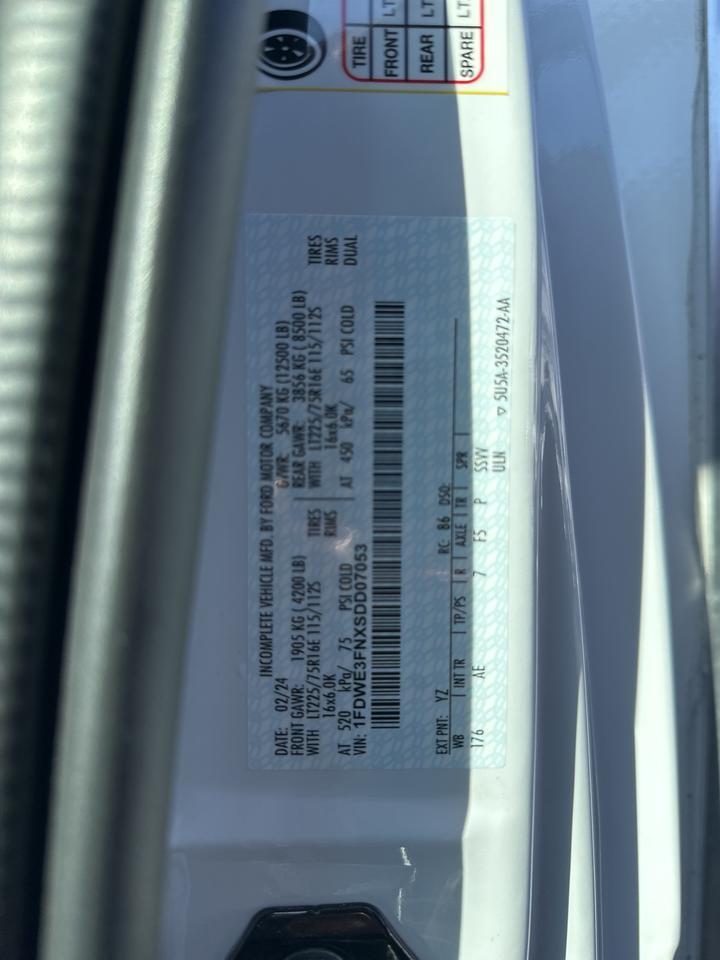 INCOMPLETE VEHICLE MFD. BY FORD MOTOR COMPANY
DATE: 02/24 GVWR: 5670 KG (12500 LB)
FRONT GAWR: 1905 KG ( 4200 LB) REAR GAWR: 3856 KG ( 8500 LB)
WITH LT225/75R16E 115/112S TIRES WITH LT225/75R16E 115/112S TIRES
16x6.0K RIMS 16x6.0K RIMS
AT 520 kPa/ 75 PSI COLD AT 450 kPa/ 65 PSI COLD DUAL
VIN: 1FDWE3FNXSDD07053
EXT PNT: YZ RC: 86 DSO:
WB INT TR TP/PS R AXLE TR SPR
176 AE 7 F5 P SSVV
ULN
▽ 5U5A-3520472-AA
TIRE
FRONT LT
REAR LT
SPARE LT